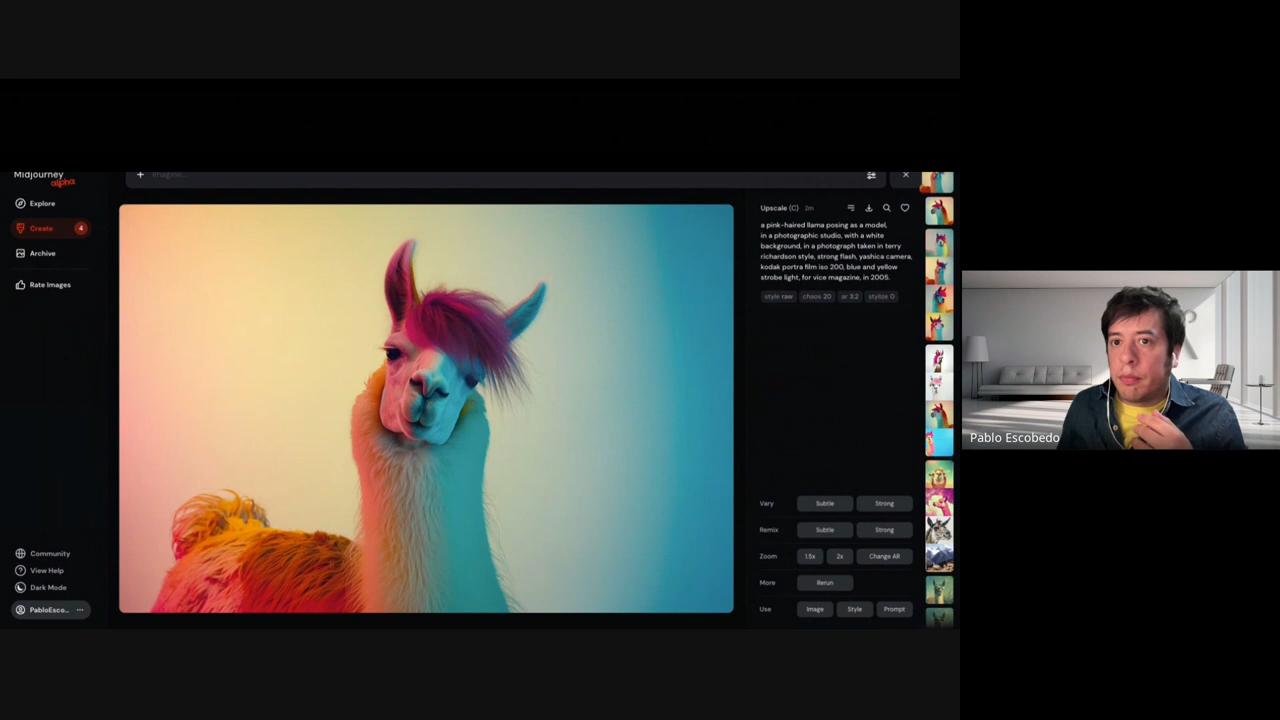 Midjourney
alpha
Explore
Create 4
Archive
Rate Images
Community
View Help
Dark Mode
PabloEsco... ...
Imagine...
Upscale (C) 2m
a pink-haired llama posing as a model,
in a photographic studio, with a white
background, in a photograph taken in terry
richardson style, strong flash, yashica camera,
kodak portra film iso 200, blue and yellow
strobe light, for vice magazine, in 2005.
style raw chaos 20 ar 3:2 stylize 0
Vary Subtle Strong
Remix Subtle Strong
Zoom 1.5x 2x Change AR
More Rerun
Use Image Style Prompt
Pablo Escobedo